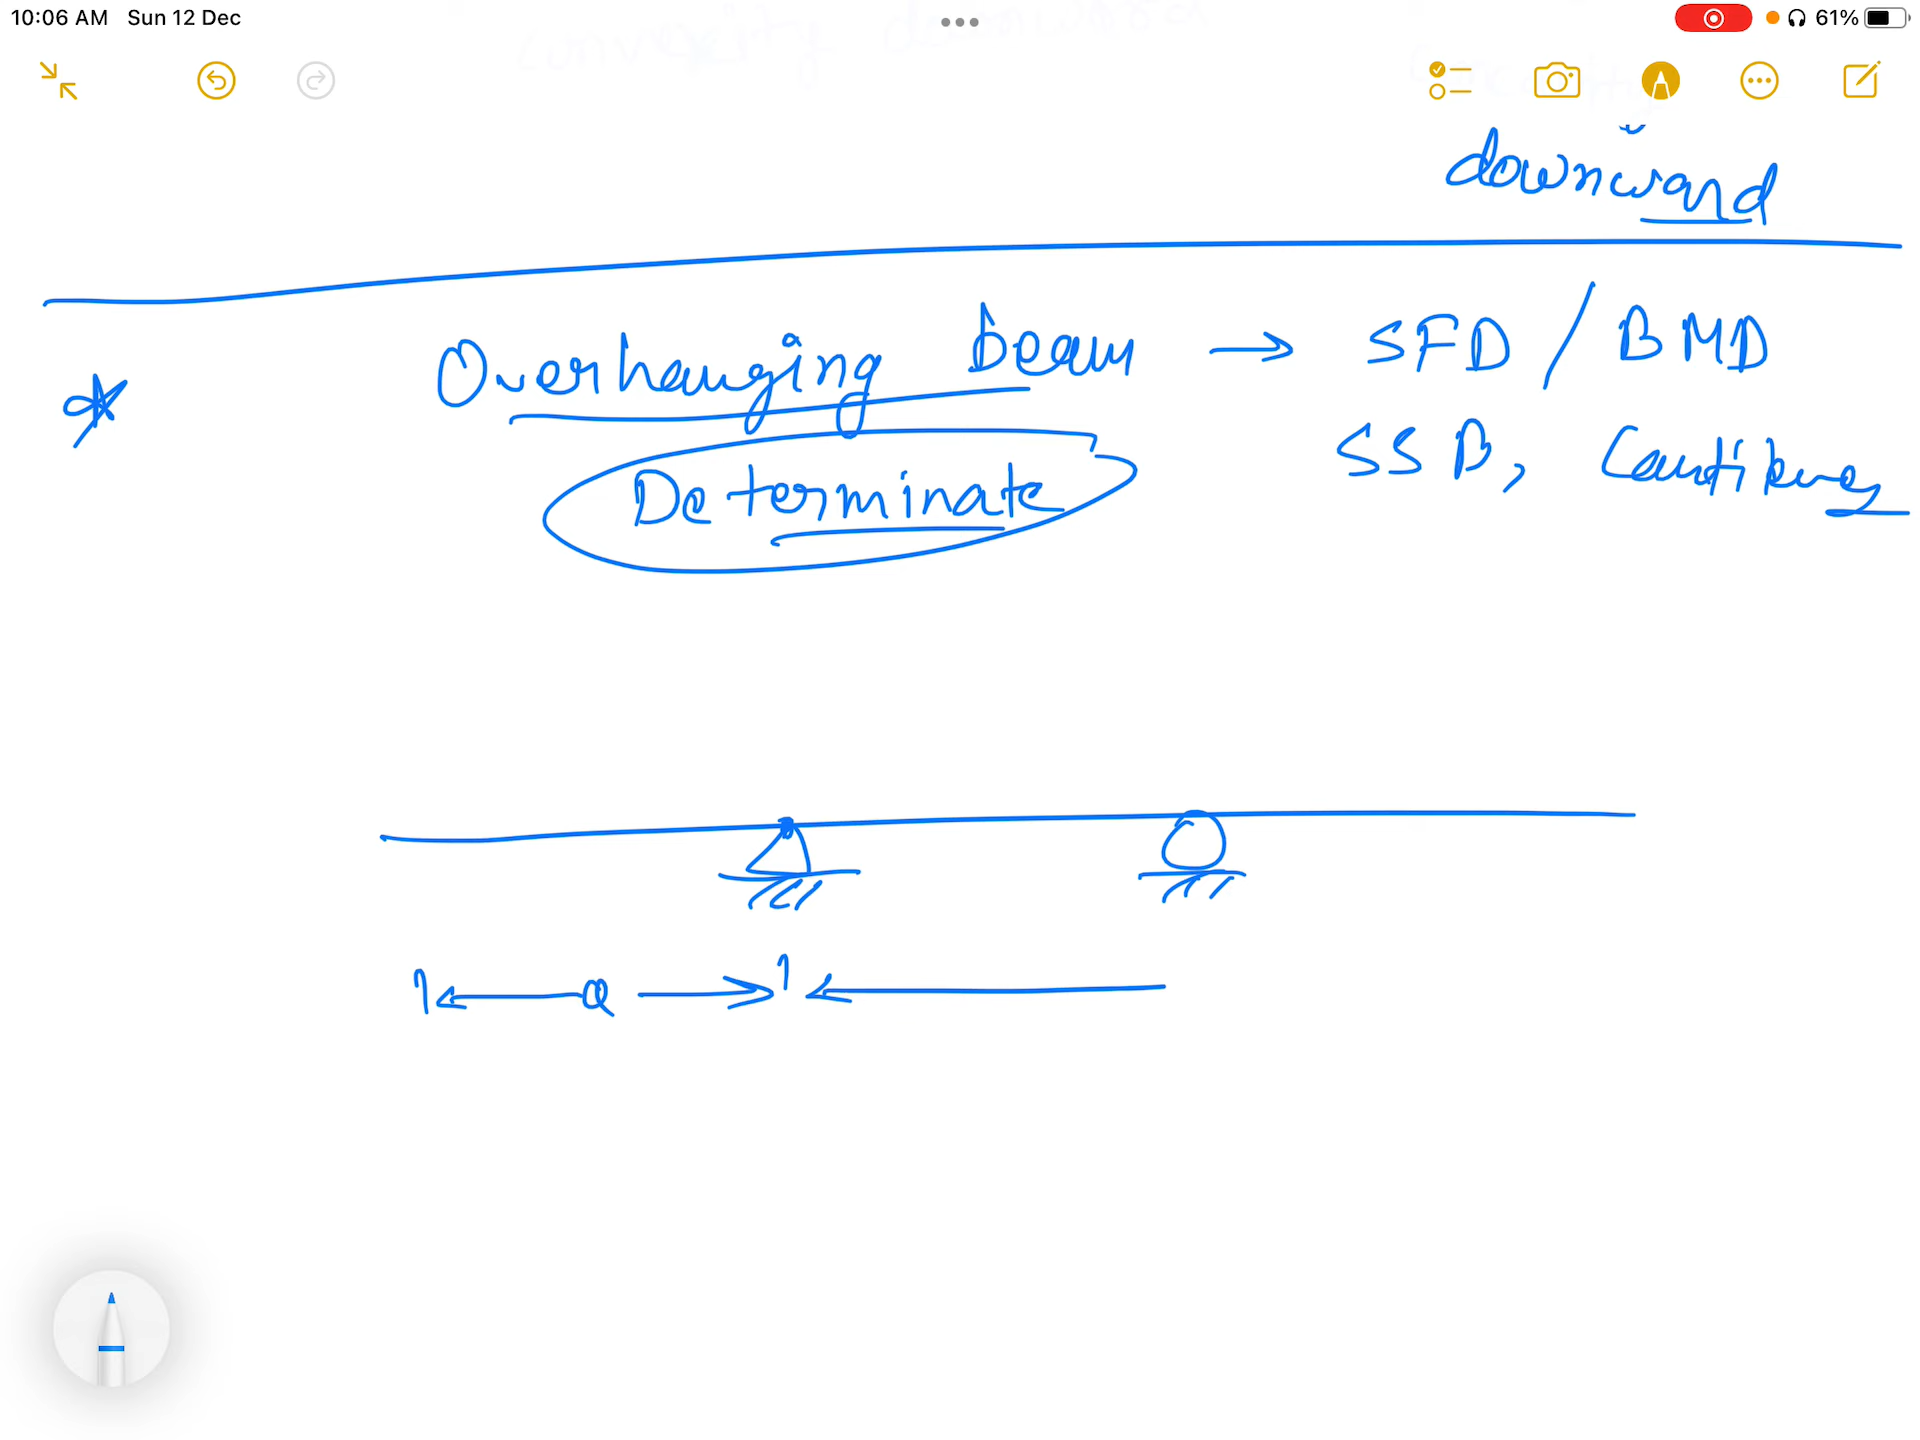 10:06 AM Sun 12 Dec
61%
downward
* Overhanging beam → SFD / BMD
Determinate
SSB, Cantilever
a